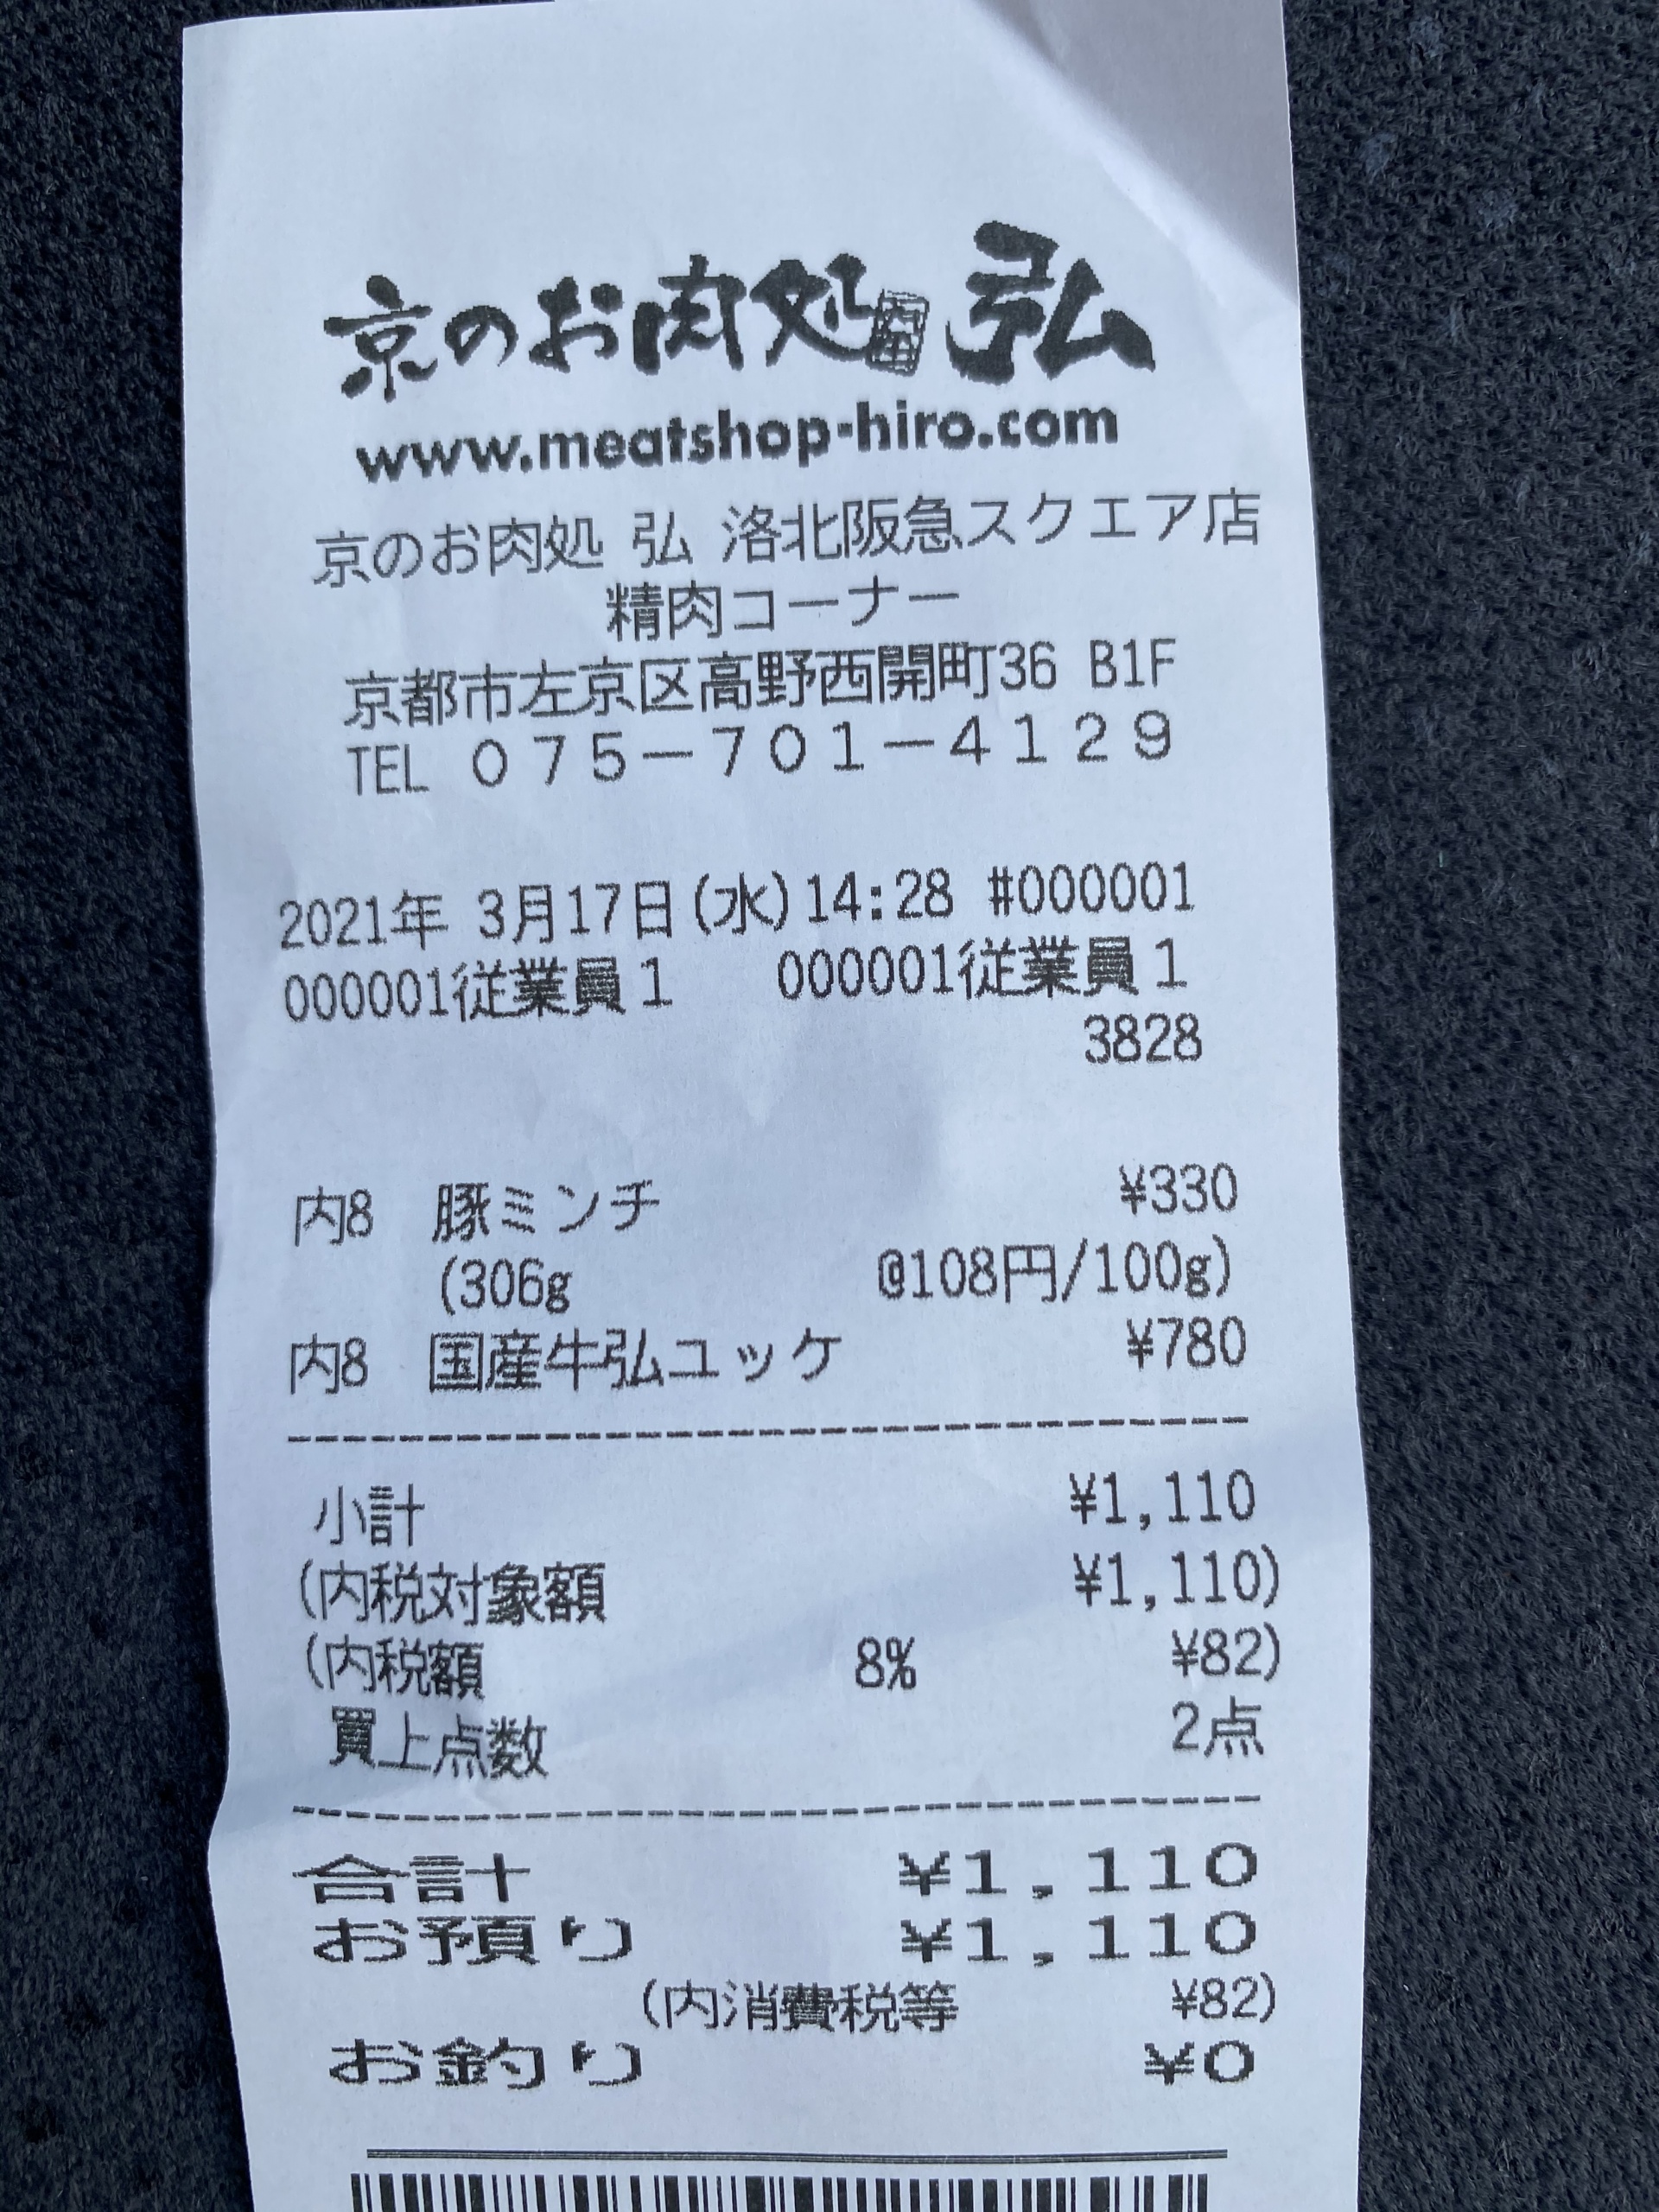 京のお肉処 弘
www.meatshop-hiro.com
京のお肉処 弘 洛北阪急スクエア店
精肉コーナー
京都市左京区高野西開町36 B1F
TEL 075-701-4129
2021年 3月17日(水)14:28 #000001
000001従業員1 000001従業員1
3828
内8 豚ミンチ ¥330
(306g @108円/100g)
内8 国産牛弘ユッケ ¥780
小計 ¥1,110
(内税対象額 ¥1,110)
(内税額 8% ¥82)
買上点数 2点
合計 ¥1,110
お預り ¥1,110
(内消費税等 ¥82)
お釣り ¥0